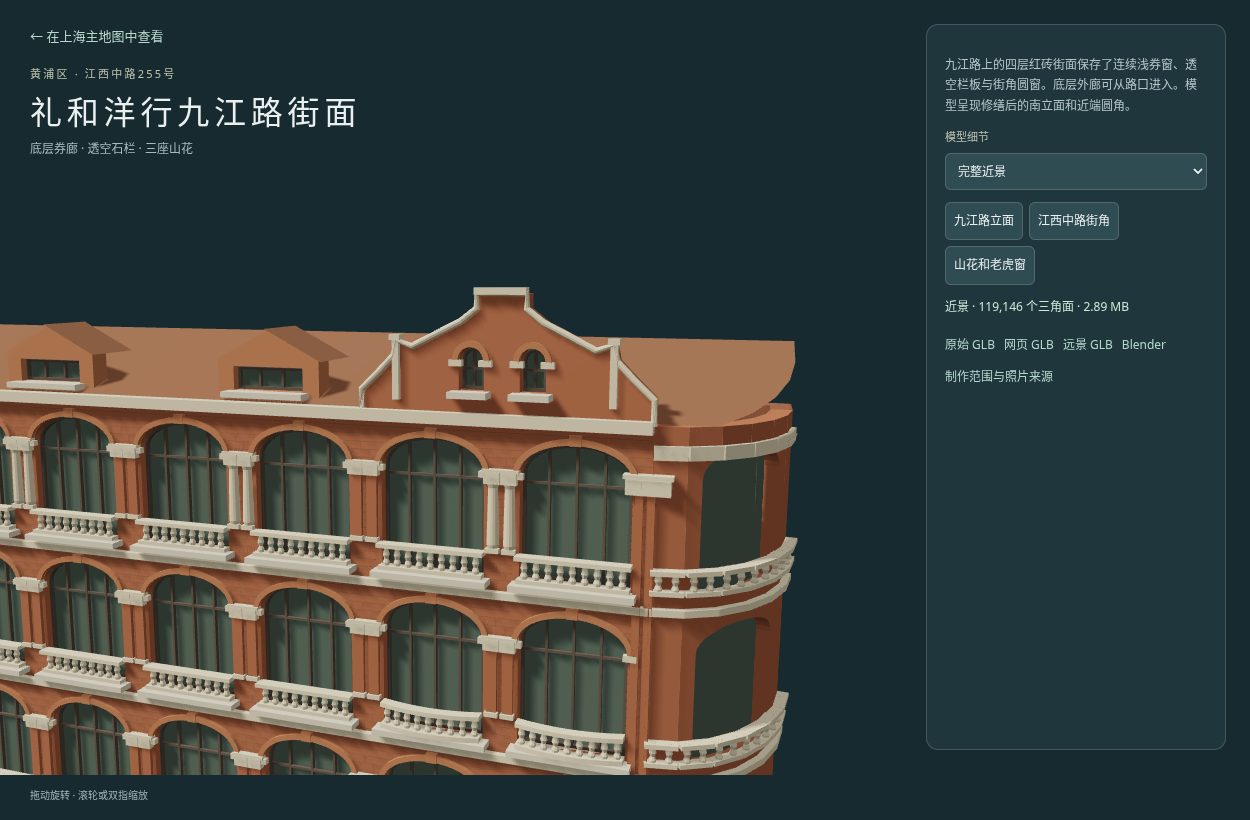 ← 在上海主地图中查看
黄浦区 · 江西中路255号
礼和洋行九江路街面
底层券廊 · 透空石栏 · 三座山花
九江路上的四层红砖街面保存了连续浅券窗、透
空栏板与街角圆窗。底层外廊可从路口进入。模
型呈现修缮后的南立面和近端圆角。
模型细节
完整近景
九江路立面 江西中路街角
山花和老虎窗
近景 · 119,146 个三角面 · 2.89 MB
原始 GLB 网页 GLB 远景 GLB Blender
制作范围与照片来源
拖动旋转 · 滚轮或双指缩放